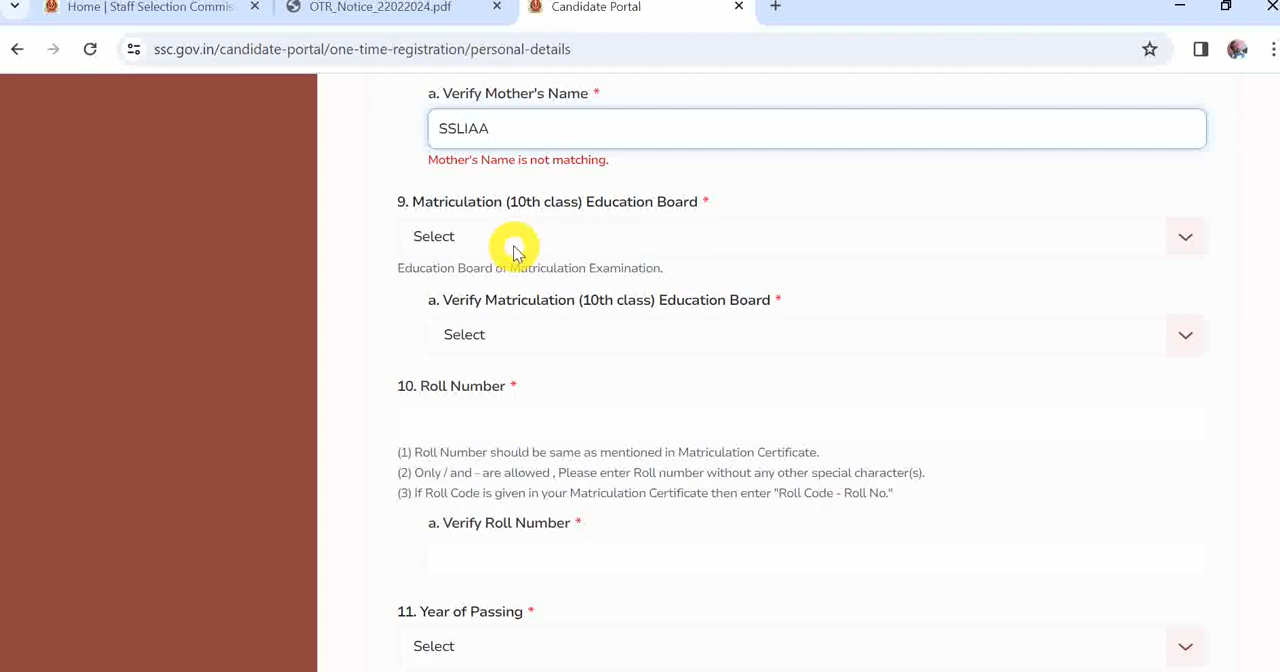 Home | Staff Selection Commis
OTR_Notice_22022024.pdf
Candidate Portal
ssc.gov.in/candidate-portal/one-time-registration/personal-details
a. Verify Mother's Name *
SSLIAA
Mother's Name is not matching.
9. Matriculation (10th class) Education Board *
Select
Education Board of Matriculation Examination.
a. Verify Matriculation (10th class) Education Board *
Select
10. Roll Number *
(1) Roll Number should be same as mentioned in Matriculation Certificate.
(2) Only / and - are allowed , Please enter Roll number without any other special character(s).
(3) If Roll Code is given in your Matriculation Certificate then enter "Roll Code - Roll No."
a. Verify Roll Number *
11. Year of Passing *
Select